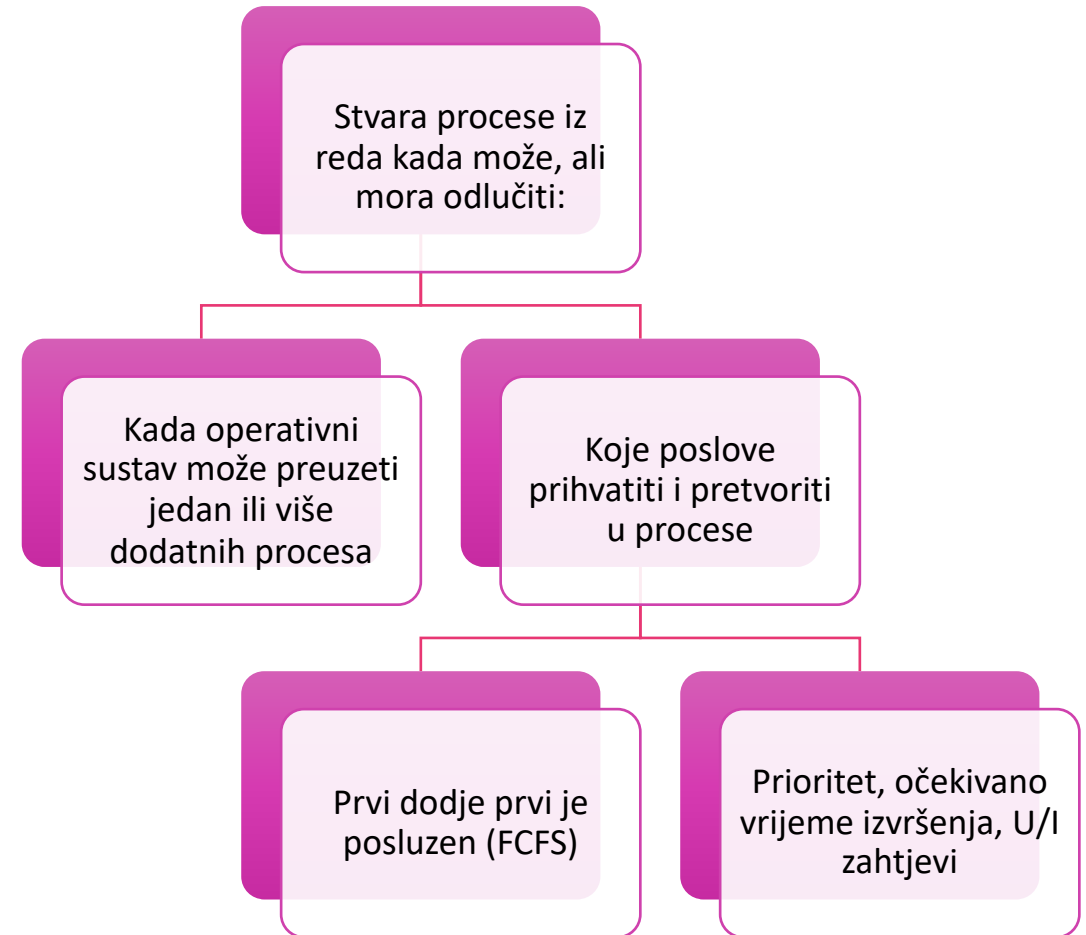 Stvara procese iz
reda kada može, ali
mora odlučiti:
Kada operativni
sustav može preuzeti
jedan ili više
dodatnih procesa
Koje poslove
prihvatiti i pretvoriti
u procese
Prvi dodje prvi je
posluzen (FCFS)
Prioritet, očekivano
vrijeme izvršenja, U/I
zahtjevi